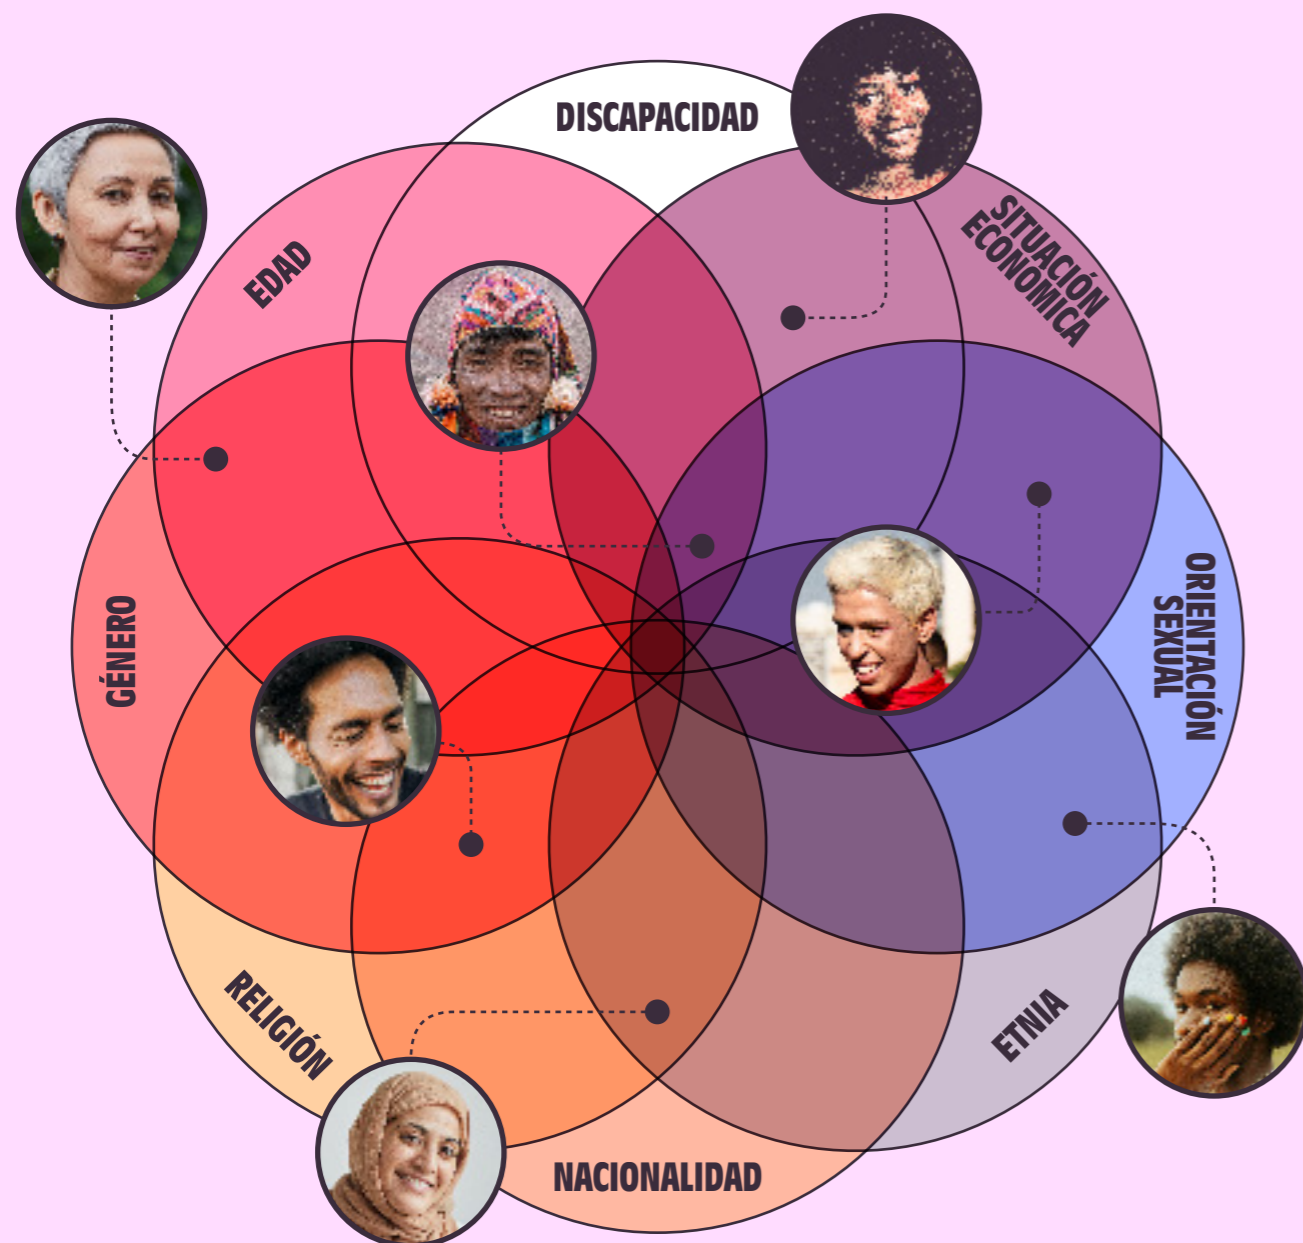 DISCAPACIDAD
SITUACIÓN
ECONÓMICA
EDAD
ORIENTACIÓN
SEXUAL
GÉNERO
RELIGIÓN
ETNIA
NACIONALIDAD